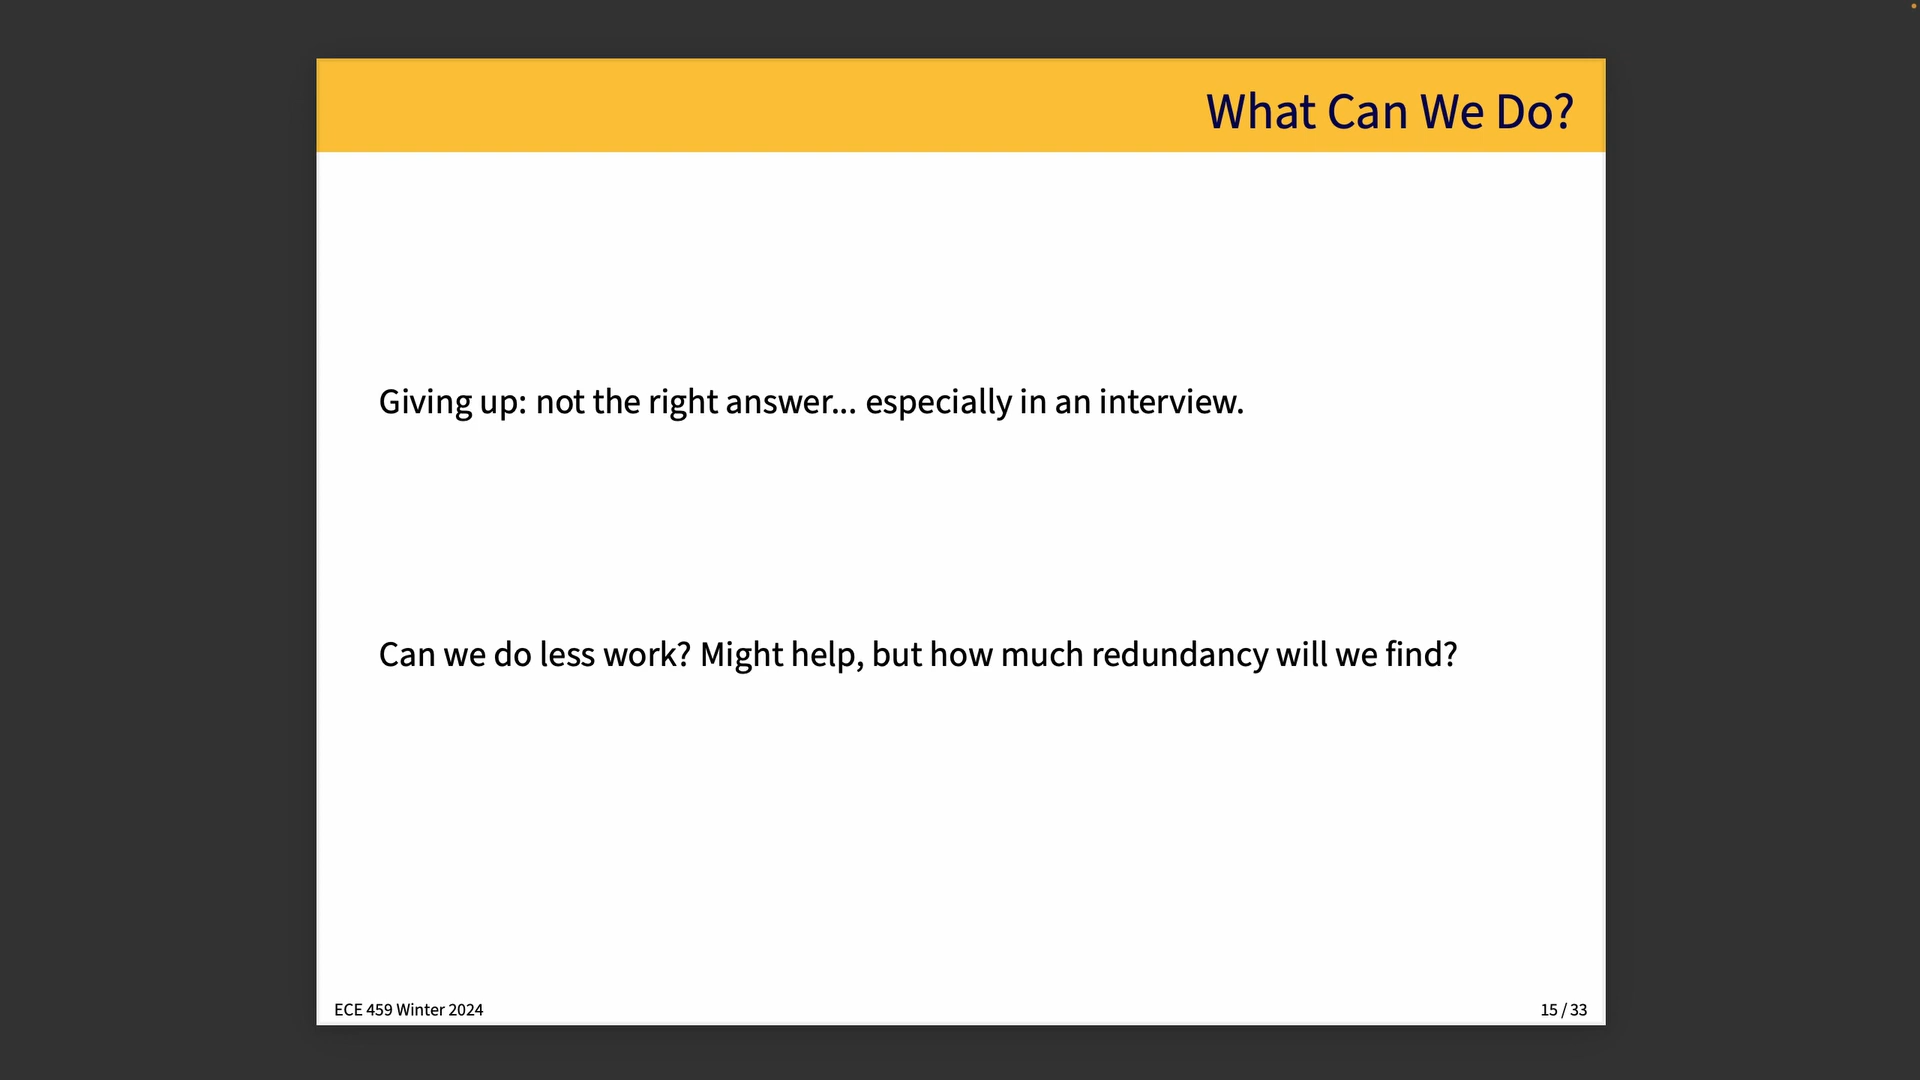 What Can We Do?
Giving up: not the right answer... especially in an interview.
Can we do less work? Might help, but how much redundancy will we find?
ECE 459 Winter 2024
15 / 33